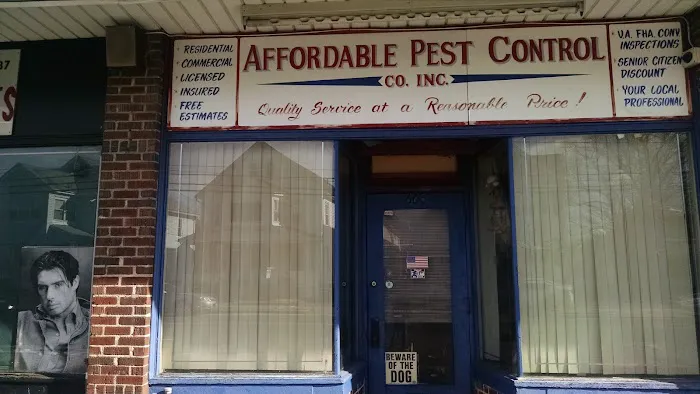 RESIDENTIAL
COMMERCIAL
LICENSED
INSURED
FREE
ESTIMATES
AFFORDABLE PEST CONTROL
CO. INC.
Quality Service at a Reasonable Price!
V.A. FHA. CONV
INSPECTIONS
SENIOR CITIZEN
DISCOUNT
YOUR LOCAL
PROFESSIONAL
37
S
BEWARE
OF THE
DOG